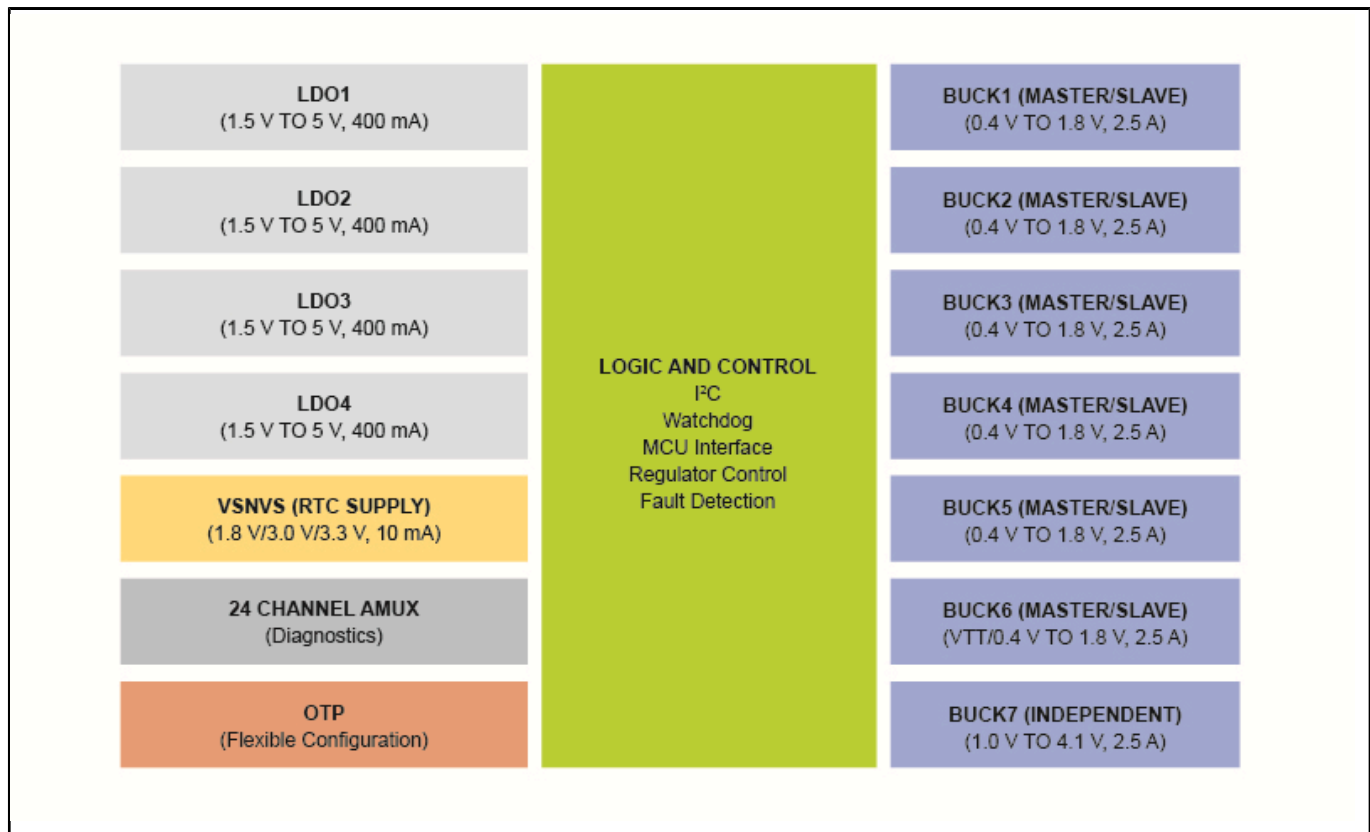 LDO1
(1.5 V TO 5 V, 400 mA)
LDO2
(1.5 V TO 5 V, 400 mA)
LDO3
(1.5 V TO 5 V, 400 mA)
LDO4
(1.5 V TO 5 V, 400 mA)
VSNVS (RTC SUPPLY)
(1.8 V/3.0 V/3.3 V, 10 mA)
24 CHANNEL AMUX
(Diagnostics)
OTP
(Flexible Configuration)
LOGIC AND CONTROL
I²C
Watchdog
MCU Interface
Regulator Control
Fault Detection
BUCK1 (MASTER/SLAVE)
(0.4 V TO 1.8 V, 2.5 A)
BUCK2 (MASTER/SLAVE)
(0.4 V TO 1.8 V, 2.5 A)
BUCK3 (MASTER/SLAVE)
(0.4 V TO 1.8 V, 2.5 A)
BUCK4 (MASTER/SLAVE)
(0.4 V TO 1.8 V, 2.5 A)
BUCK5 (MASTER/SLAVE)
(0.4 V TO 1.8 V, 2.5 A)
BUCK6 (MASTER/SLAVE)
(VTT/0.4 V TO 1.8 V, 2.5 A)
BUCK7 (INDEPENDENT)
(1.0 V TO 4.1 V, 2.5 A)